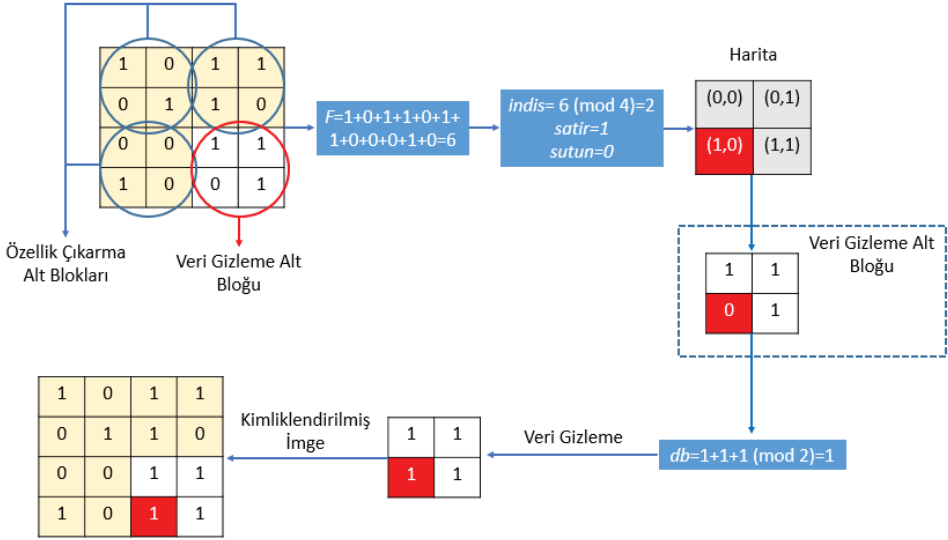 1 0 1 1
0 1 1 0
0 0 1 1
1 0 0 1
Özellik Çıkarma
Alt Blokları
Veri Gizleme Alt
Bloğu
F=1+0+1+1+0+1+
1+0+0+0+1+0=6
indis= 6 (mod 4)=2
satir=1
sutun=0
Harita
(0,0) (0,1)
(1,0) (1,1)
Veri Gizleme Alt
Bloğu
1 1
0 1
db=1+1+1 (mod 2)=1
Veri Gizleme
1 1
1 1
Kimliklendirilmiş
İmge
1 0 1 1
0 1 1 0
0 0 1 1
1 0 1 1